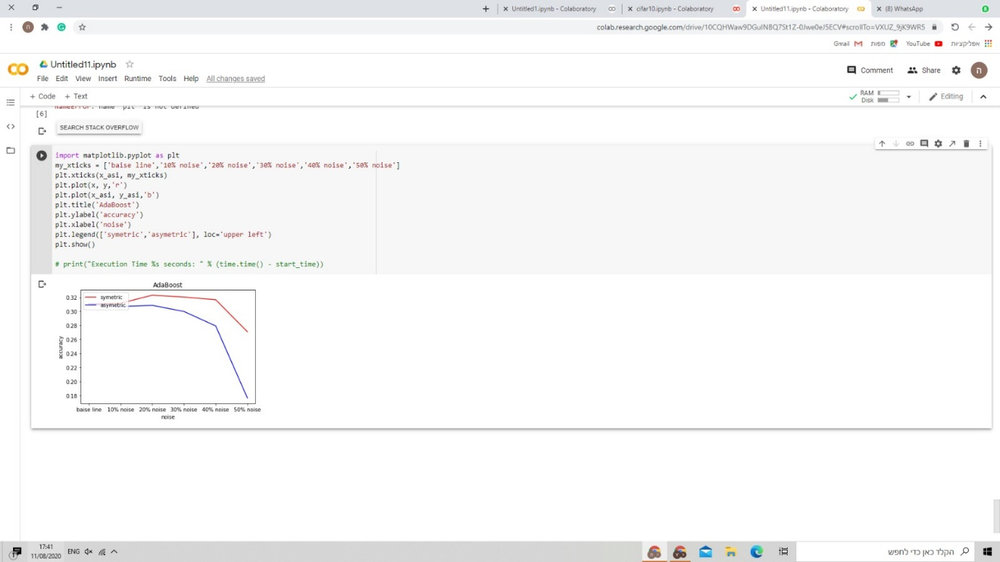 Untitled1.ipynb - Colaboratory
cifar10.ipynb - Colaboratory
Untitled11.ipynb - Colaboratory
(8) WhatsApp
colab.research.google.com/drive/10CQHWaw9DGuINBQ7St1Z-0Jwe0eJ5ECV#scrollTo=VXUZ_9jK9WR5
Gmail מפות YouTube אפליקציות
Untitled11.ipynb
File Edit View Insert Runtime Tools Help All changes saved
Comment Share ה
+ Code + Text
RAM
Disk
Editing
NameError: name 'plt' is not defined
[6]
SEARCH STACK OVERFLOW
import matplotlib.pyplot as plt
my_xticks = ['baise line','10% noise','20% noise','30% noise','40% noise','50% noise']
plt.xticks(x_asi, my_xticks)
plt.plot(x, y,'r')
plt.plot(x_asi, y_asi,'b')
plt.title('AdaBoost')
plt.ylabel('accuracy')
plt.xlabel('noise')
plt.legend(['symetric','asymetric'], loc='upper left')
plt.show()
# print("Execution Time %s seconds: " % (time.time() - start_time))
AdaBoost
symetric
asymetric
accuracy
0.32
0.30
0.28
0.26
0.24
0.22
0.20
0.18
baise line 10% noise 20% noise 30% noise 40% noise 50% noise
noise
17:41
11/08/2020
ENG
הקלד כאן כדי לחפש